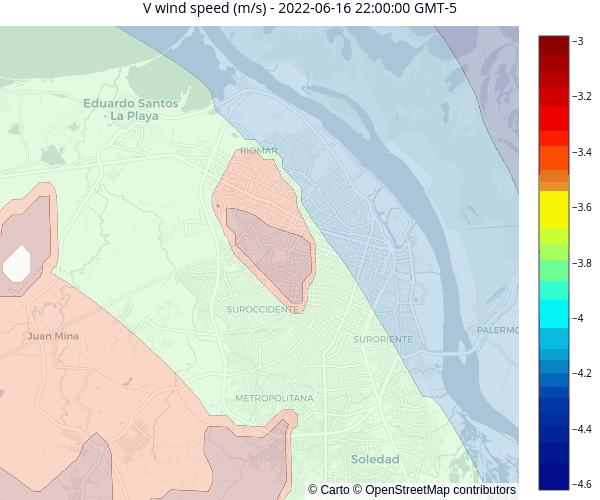 V wind speed (m/s) - 2022-06-16 22:00:00 GMT-5
Eduardo Santos
- La Playa
RIOMAR
SUROCCIDENTE
Juan Mina
SURORIENTE
PALERMO
METROPOLITANA
Soledad
© Carto © OpenStreetMap contributors
−3
−3.2
−3.4
−3.6
−3.8
−4
−4.2
−4.4
−4.6